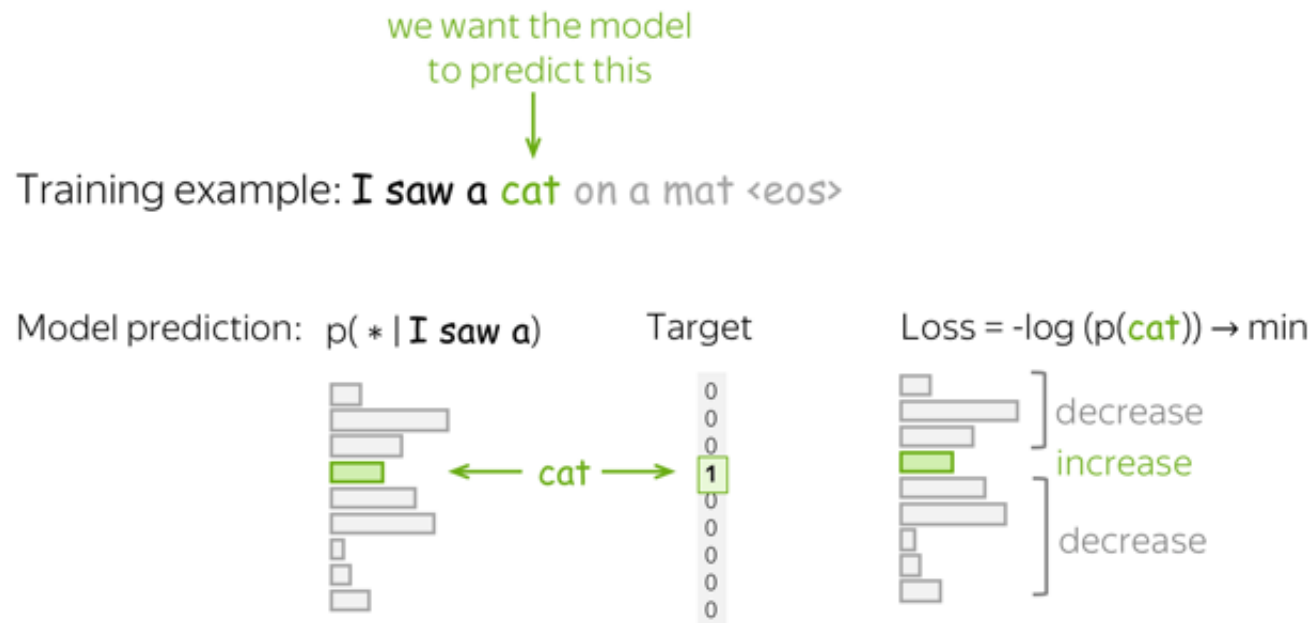 we want the model
to predict this
Training example: I saw a cat on a mat <eos>
Model prediction: p( * | I saw a)
Target
Loss = -log (p(cat)) → min
0
0
0
1
0
0
0
0
0
cat
decrease
increase
decrease